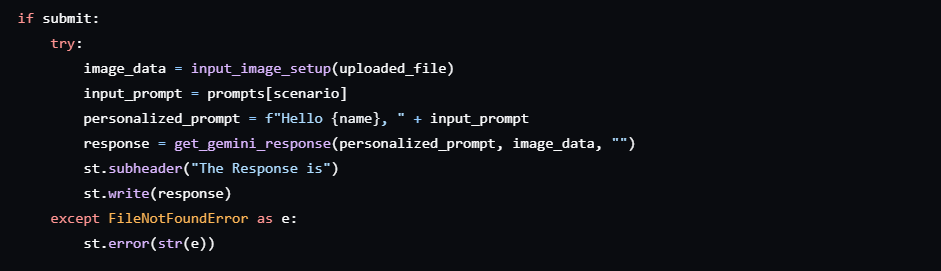 if submit:
    try:
        image_data = input_image_setup(uploaded_file)
        input_prompt = prompts[scenario]
        personalized_prompt = f"Hello {name}, " + input_prompt
        response = get_gemini_response(personalized_prompt, image_data, "")
        st.subheader("The Response is")
        st.write(response)
    except FileNotFoundError as e:
        st.error(str(e))